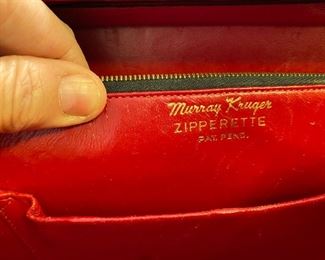 Murray Kruger
ZIPPERETTE
PAT. PEND.